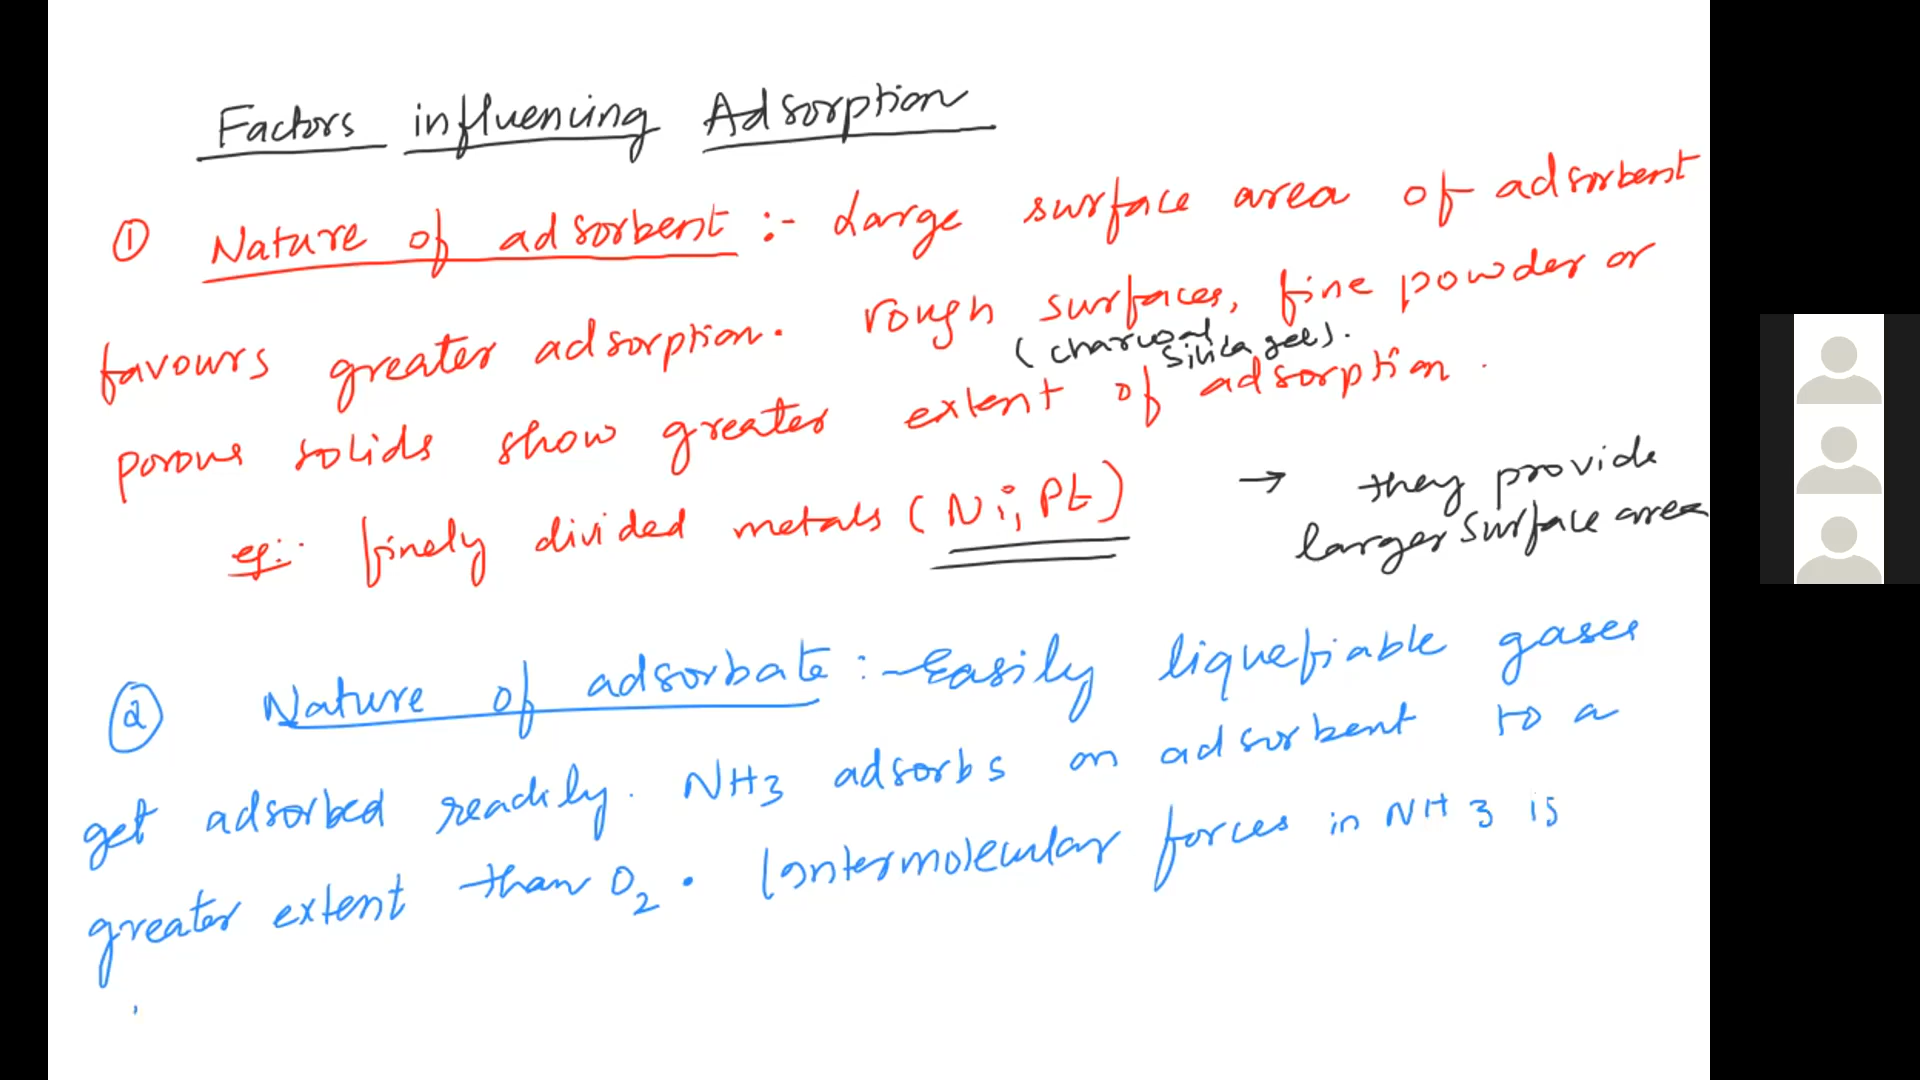 Factors influencing Adsorption
① Nature of adsorbent :- Large surface area of adsorbent
favours greater adsorption. rough surfaces, fine powder or
(charcoal
silica gel).
porous solids show greater extent of adsorption.
eg:- finely divided metals (Ni, Pt) → they provide
larger surface area
② Nature of adsorbate :- Easily liquefiable gases
get adsorbed readily. NH3 adsorbs on adsorbent to a
greater extent than O2. (Intermolecular forces in NH3 is